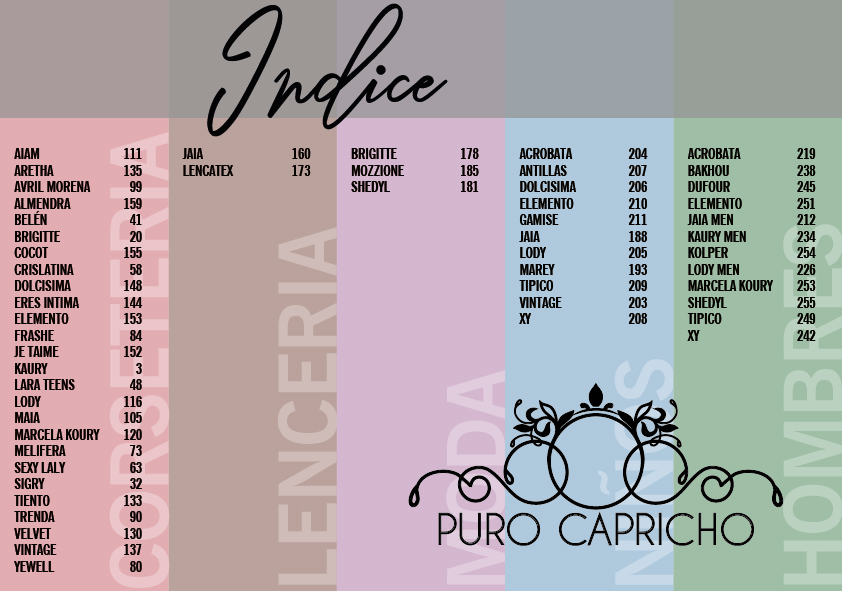 Indice
CORSETERIA
AIAM 111
ARETHA 135
AVRIL MORENA 99
ALMENDRA 159
BELÉN 41
BRIGITTE 20
COCOT 155
CRISLATINA 58
DOLCISIMA 148
ERES INTIMA 144
ELEMENTO 153
FRASHE 84
JE TAIME 152
KAURY 3
LARA TEENS 48
LODY 116
MAIA 105
MARCELA KOURY 120
MELIFERA 73
SEXY LALY 63
SIGRY 32
TIENTO 133
TRENDA 90
VELVET 130
VINTAGE 137
YEWELL 80
LENCERIA
JAIA 160
LENCATEX 173
MODA
BRIGITTE 178
MOZZIONE 185
SHEDYL 181
NIÑOS
ACROBATA 204
ANTILLAS 207
DOLCISIMA 206
ELEMENTO 210
GAMISE 211
JAIA 188
LODY 205
MAREY 193
TIPICO 209
VINTAGE 203
XY 208
HOMBRES
ACROBATA 219
BAKHOU 238
DUFOUR 245
ELEMENTO 251
JAIA MEN 212
KAURY MEN 234
KOLPER 254
LODY MEN 226
MARCELA KOURY 253
SHEDYL 255
TIPICO 249
XY 242
PURO CAPRICHO